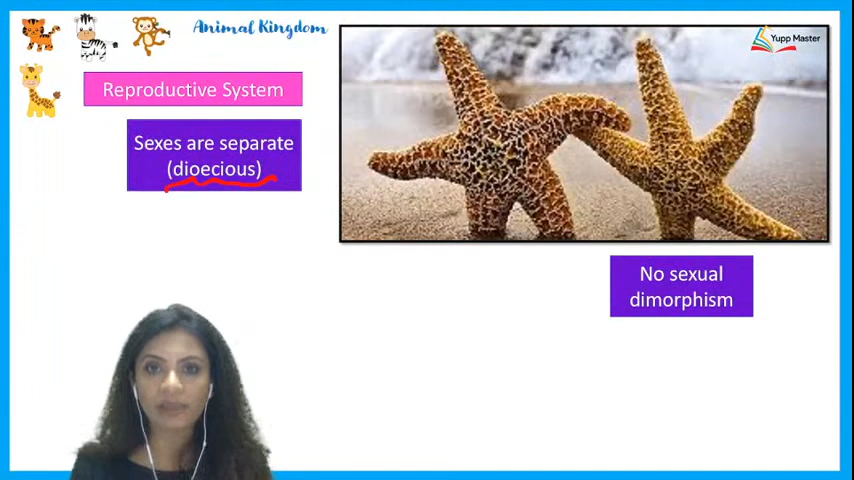 Animal Kingdom
Yupp Master
Reproductive System
Sexes are separate
(dioecious)
No sexual
dimorphism